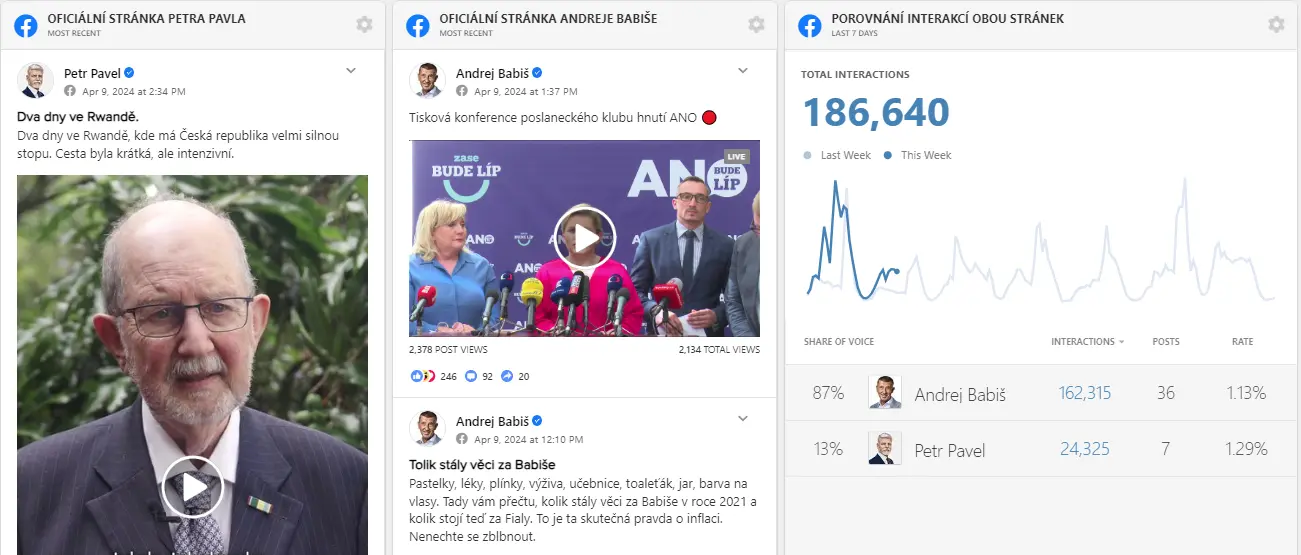 OFICIÁLNÍ STRÁNKA PETRA PAVLA
MOST RECENT
Petr Pavel
Apr 9, 2024 at 2:34 PM
Dva dny ve Rwandě.
Dva dny ve Rwandě, kde má Česká republika velmi silnou
stopu. Cesta byla krátká, ale intenzivní.
OFICIÁLNÍ STRÁNKA ANDREJE BABIŠE
MOST RECENT
Andrej Babiš
Apr 9, 2024 at 1:37 PM
Tisková konference poslaneckého klubu hnutí ANO
zase
BUDE LÍP
LIVE
ANO
BUDE
LÍP
2,378 POST VIEWS
2,134 TOTAL VIEWS
246 92 20
Andrej Babiš
Apr 9, 2024 at 12:10 PM
Tolik stály věci za Babiše
Pastelky, léky, plínky, výživa, učebnice, toaleťák, jar, barva na
vlasy. Tady vám přečtu, kolik stály věci za Babiše v roce 2021 a
kolik stojí teď za Fialy. To je ta skutečná pravda o inflaci.
Nenechte se zblbnout.
POROVNÁNÍ INTERAKCÍ OBOU STRÁNEK
LAST 7 DAYS
TOTAL INTERACTIONS
186,640
Last Week This Week
SHARE OF VOICE INTERACTIONS POSTS RATE
87% Andrej Babiš 162,315 36 1.13%
13% Petr Pavel 24,325 7 1.29%